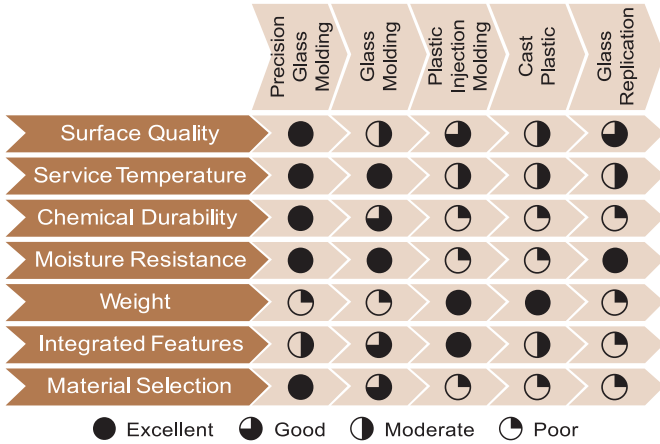 Precision
Glass
Molding
Glass
Molding
Plastic
Injection
Molding
Cast
Plastic
Glass
Replication
Surface Quality
Service Temperature
Chemical Durability
Moisture Resistance
Weight
Integrated Features
Material Selection
Excellent Good Moderate Poor